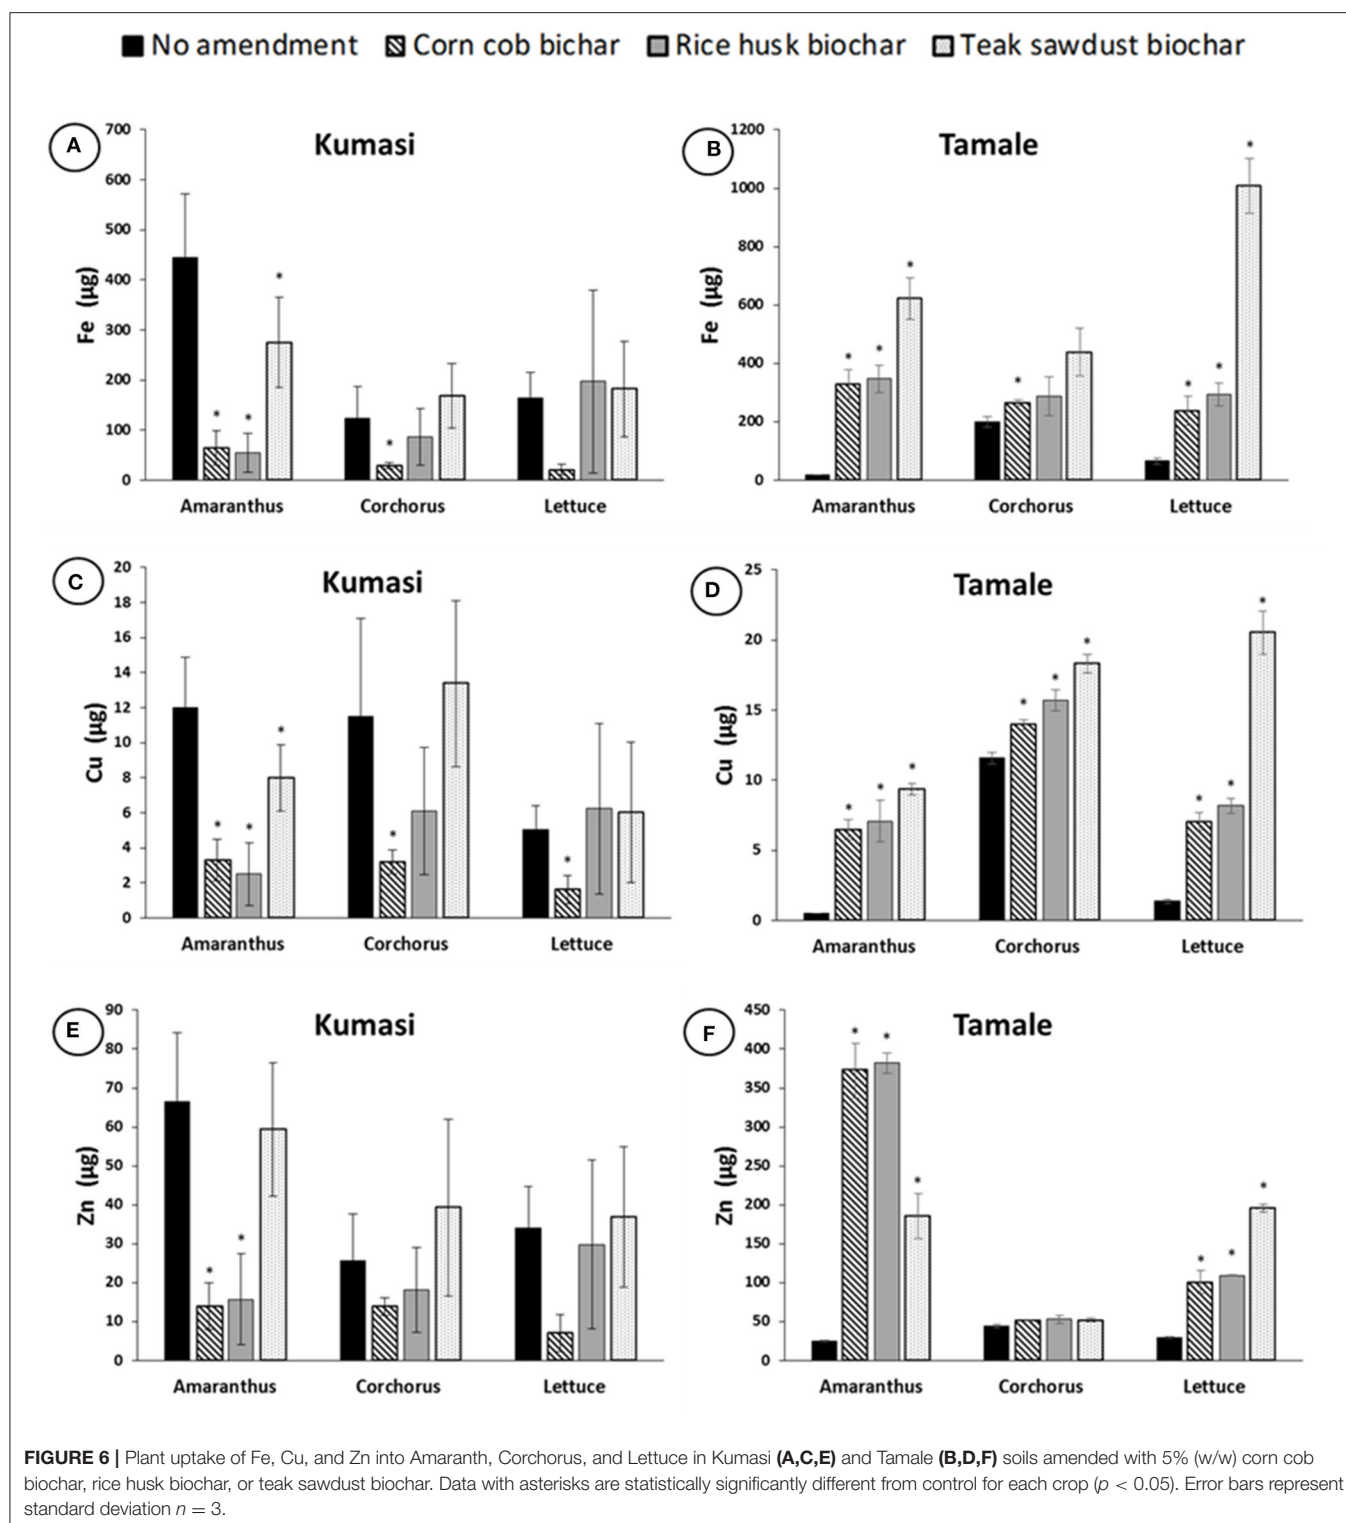 No amendment Corn cob bichar Rice husk biochar Teak sawdust biochar
A
Kumasi
700
600
500
400
300
200
100
0
Fe (µg)
* * * *
Amaranthus Corchorus Lettuce
B
Tamale
1200
1000
800
600
400
200
0
Fe (µg)
* * * * * * *
Amaranthus Corchorus Lettuce
C
Kumasi
20
18
16
14
12
10
8
6
4
2
0
Cu (µg)
* * * * *
Amaranthus Corchorus Lettuce
D
Tamale
25
20
15
10
5
0
Cu (µg)
* * * * * * * * *
Amaranthus Corchorus Lettuce
E
Kumasi
90
80
70
60
50
40
30
20
10
0
Zn (µg)
* *
Amaranthus Corchorus Lettuce
F
Tamale
450
400
350
300
250
200
150
100
50
0
Zn (µg)
* * * * * *
Amaranthus Corchorus Lettuce
FIGURE 6 | Plant uptake of Fe, Cu, and Zn into Amaranth, Corchorus, and Lettuce in Kumasi (A,C,E) and Tamale (B,D,F) soils amended with 5% (w/w) corn cob
biochar, rice husk biochar, or teak sawdust biochar. Data with asterisks are statistically significantly different from control for each crop (p < 0.05). Error bars represent
standard deviation n = 3.